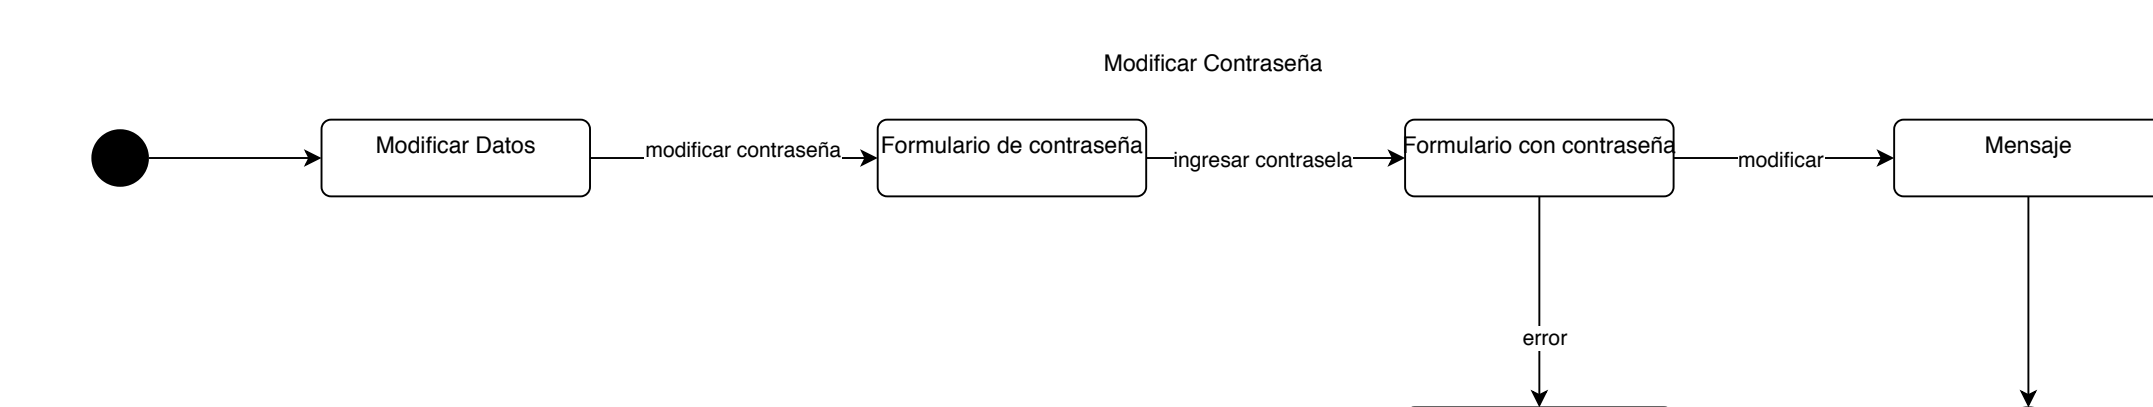 Modificar Contraseña
Modificar Datos
modificar contraseña
Formulario de contraseña
ingresar contrasela
Formulario con contraseña
modificar
Mensaje
error